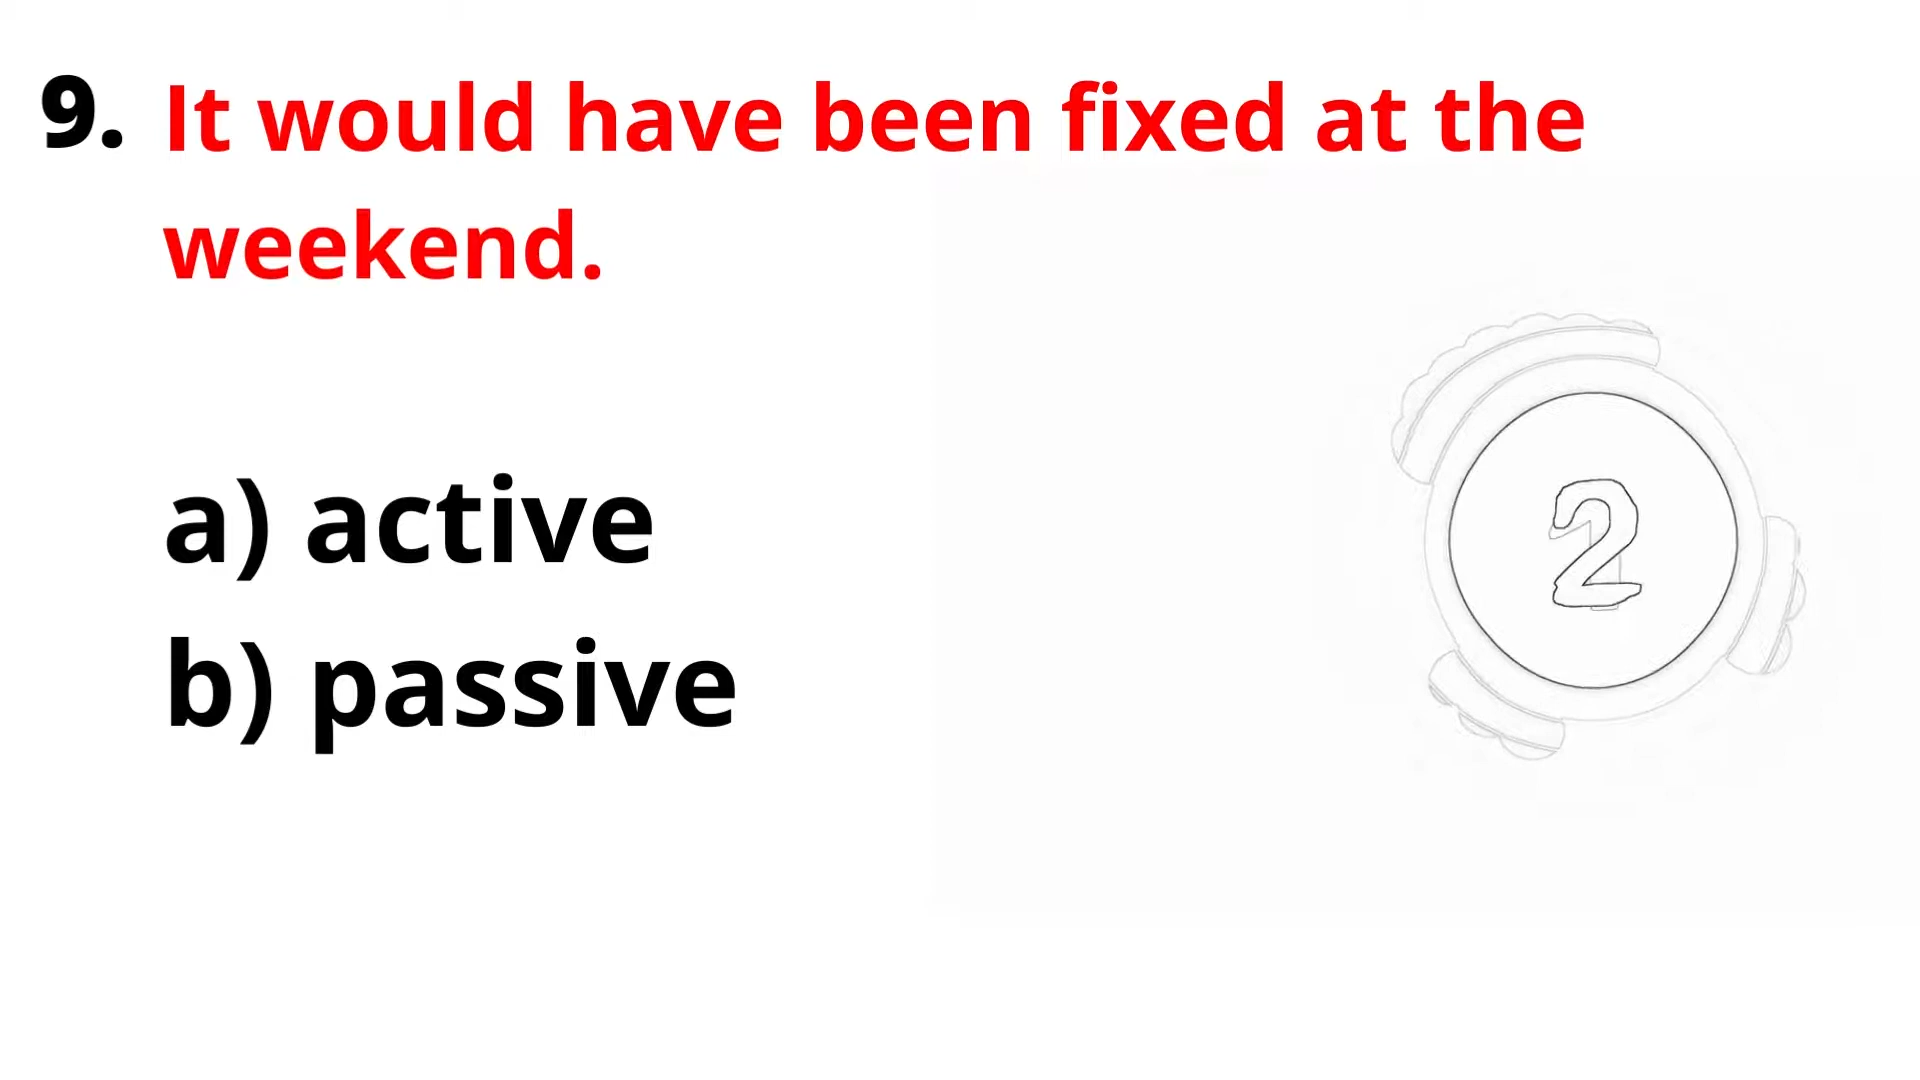 9. It would have been fixed at the
weekend.
a) active
b) passive
2